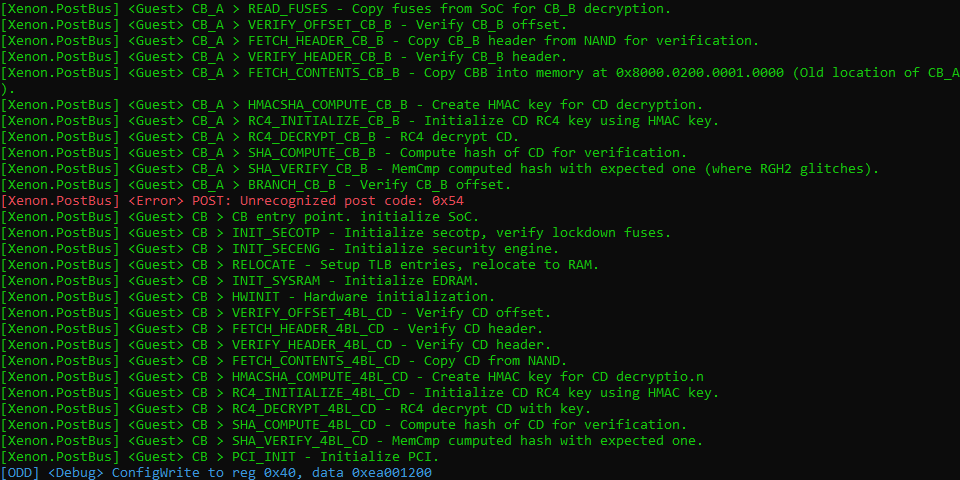 [Xenon.PostBus] <Guest> CB_A > READ_FUSES - Copy fuses from SoC for CB_B decryption.
[Xenon.PostBus] <Guest> CB_A > VERIFY_OFFSET_CB_B - Verify CB_B offset.
[Xenon.PostBus] <Guest> CB_A > FETCH_HEADER_CB_B - Copy CB_B header from NAND for verification.
[Xenon.PostBus] <Guest> CB_A > VERIFY_HEADER_CB_B - Verify CB_B header.
[Xenon.PostBus] <Guest> CB_A > FETCH_CONTENTS_CB_B - Copy CBB into memory at 0x8000.0200.0001.0000 (Old location of CB_A
).
[Xenon.PostBus] <Guest> CB_A > HMACSHA_COMPUTE_CB_B - Create HMAC key for CD decryption.
[Xenon.PostBus] <Guest> CB_A > RC4_INITIALIZE_CB_B - Initialize CD RC4 key using HMAC key.
[Xenon.PostBus] <Guest> CB_A > RC4_DECRYPT_CB_B - RC4 decrypt CD.
[Xenon.PostBus] <Guest> CB_A > SHA_COMPUTE_CB_B - Compute hash of CD for verification.
[Xenon.PostBus] <Guest> CB_A > SHA_VERIFY_CB_B - MemCmp computed hash with expected one (where RGH2 glitches).
[Xenon.PostBus] <Guest> CB_A > BRANCH_CB_B - Verify CB_B offset.
[Xenon.PostBus] <Error> POST: Unrecognized post code: 0x54
[Xenon.PostBus] <Guest> CB > CB entry point. initialize SoC.
[Xenon.PostBus] <Guest> CB > INIT_SECOTP - Initialize secotp, verify lockdown fuses.
[Xenon.PostBus] <Guest> CB > INIT_SECENG - Initialize security engine.
[Xenon.PostBus] <Guest> CB > RELOCATE - Setup TLB entries, relocate to RAM.
[Xenon.PostBus] <Guest> CB > INIT_SYSRAM - Initialize EDRAM.
[Xenon.PostBus] <Guest> CB > HWINIT - Hardware initialization.
[Xenon.PostBus] <Guest> CB > VERIFY_OFFSET_4BL_CD - Verify CD offset.
[Xenon.PostBus] <Guest> CB > FETCH_HEADER_4BL_CD - Verify CD header.
[Xenon.PostBus] <Guest> CB > VERIFY_HEADER_4BL_CD - Verify CD header.
[Xenon.PostBus] <Guest> CB > FETCH_CONTENTS_4BL_CD - Copy CD from NAND.
[Xenon.PostBus] <Guest> CB > HMACSHA_COMPUTE_4BL_CD - Create HMAC key for CD decryptio.n
[Xenon.PostBus] <Guest> CB > RC4_INITIALIZE_4BL_CD - Initialize CD RC4 key using HMAC key.
[Xenon.PostBus] <Guest> CB > RC4_DECRYPT_4BL_CD - RC4 decrypt CD with key.
[Xenon.PostBus] <Guest> CB > SHA_COMPUTE_4BL_CD - Compute hash of CD for verification.
[Xenon.PostBus] <Guest> CB > SHA_VERIFY_4BL_CD - MemCmp cumputed hash with expected one.
[Xenon.PostBus] <Guest> CB > PCI_INIT - Initialize PCI.
[ODD] <Debug> ConfigWrite to reg 0x40, data 0xea001200